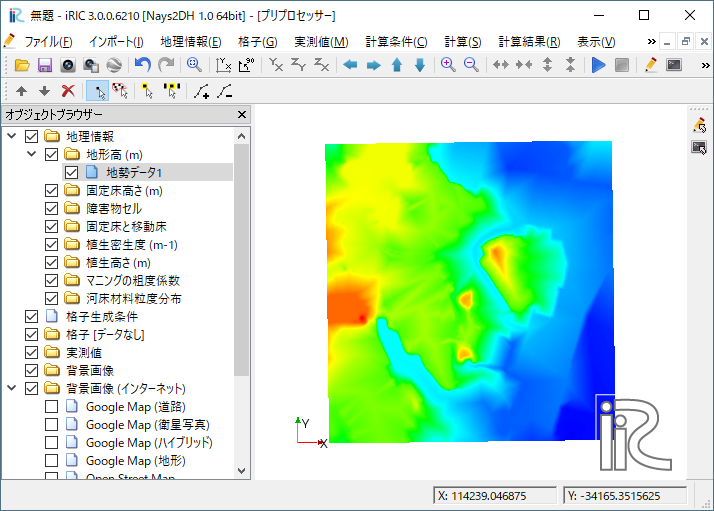 無題 - iRIC 3.0.0.6210 [Nays2DH 1.0 64bit] - [プリプロセッサー]
ファイル(F) インポート(I) 地理情報(E) 格子(G) 実測値(M) 計算条件(C) 計算(S) 計算結果(R) 表示(V) »
オブジェクトブラウザー
地理情報
地形高 (m)
地勢データ1
固定床高さ(m)
障害物セル
固定床と移動床
植生密生度 (m-1)
植生高さ(m)
マニングの粗度係数
河床材料粒度分布
格子生成条件
格子 [データなし]
実測値
背景画像
背景画像 (インターネット)
Google Map (道路)
Google Map (衛星写真)
Google Map (ハイブリッド)
Google Map (地形)
Open Street Map
Y
X
iRIC
X: 114239.046875
Y: -34165.3515625